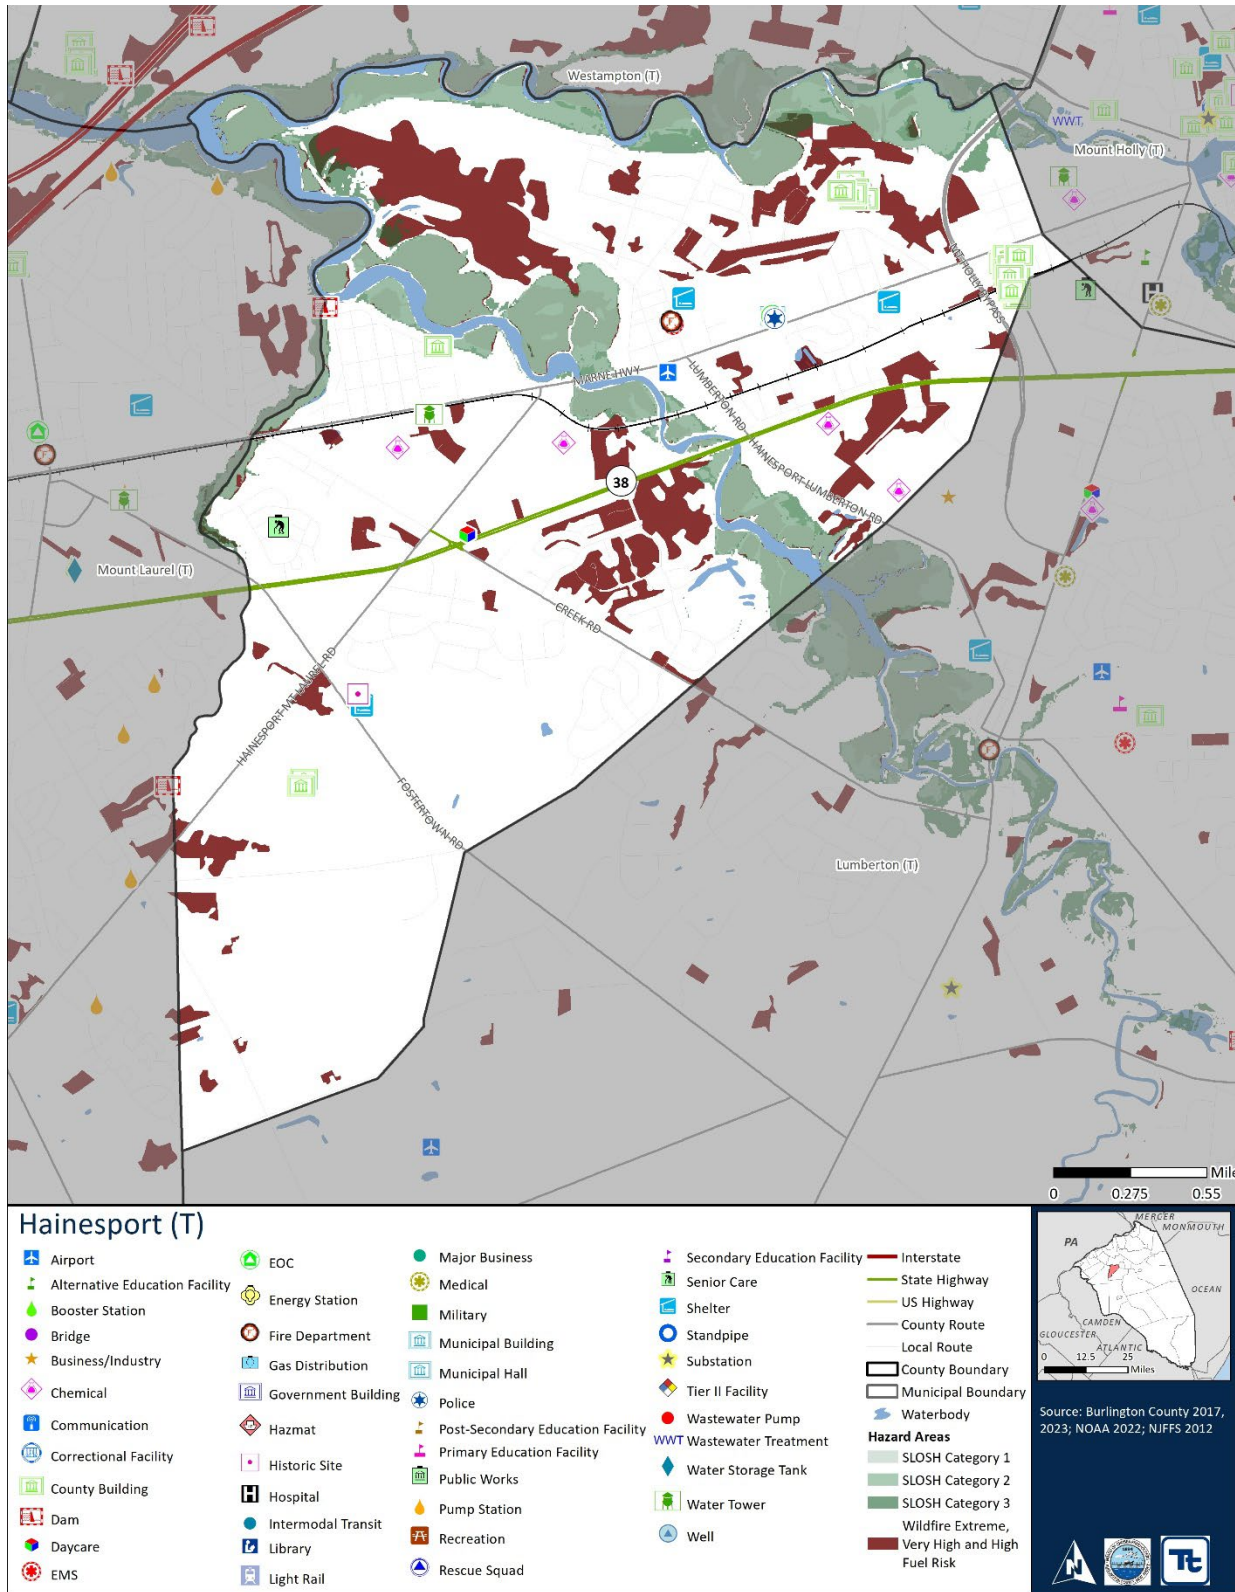 Westampton (T)
WWT
Mount Holly (T)
MT HOLLY BYPASS
MARNE HWY
LUMBERTON RD
HAINESPORT-LUMBERTON RD
38
Mount Laurel (T)
CREEK RD
HAINESPORT-MT LAUREL RD
FOSTERTOWN RD
Lumberton (T)
Mile
0 0.275 0.55
Hainesport (T)
Airport
Alternative Education Facility
Booster Station
Bridge
Business/Industry
Chemical
Communication
Correctional Facility
County Building
Dam
Daycare
EMS
EOC
Energy Station
Fire Department
Gas Distribution
Government Building
Hazmat
Historic Site
H Hospital
Intermodal Transit
Library
Light Rail
Major Business
Medical
Military
Municipal Building
Municipal Hall
Police
Post-Secondary Education Facility
Primary Education Facility
Public Works
Pump Station
Recreation
Rescue Squad
Secondary Education Facility
Senior Care
Shelter
Standpipe
Substation
Tier II Facility
Wastewater Pump
WWT Wastewater Treatment
Water Storage Tank
Water Tower
Well
Interstate
State Highway
US Highway
County Route
Local Route
County Boundary
Municipal Boundary
Waterbody
Hazard Areas
SLOSH Category 1
SLOSH Category 2
SLOSH Category 3
Wildfire Extreme,
Very High and High
Fuel Risk
MERCER
MONMOUTH
PA
OCEAN
CAMDEN
GLOUCESTER
ATLANTIC
0 12.5 25
Miles
Source: Burlington County 2017,
2023; NOAA 2022; NJFFS 2012
N
Tt